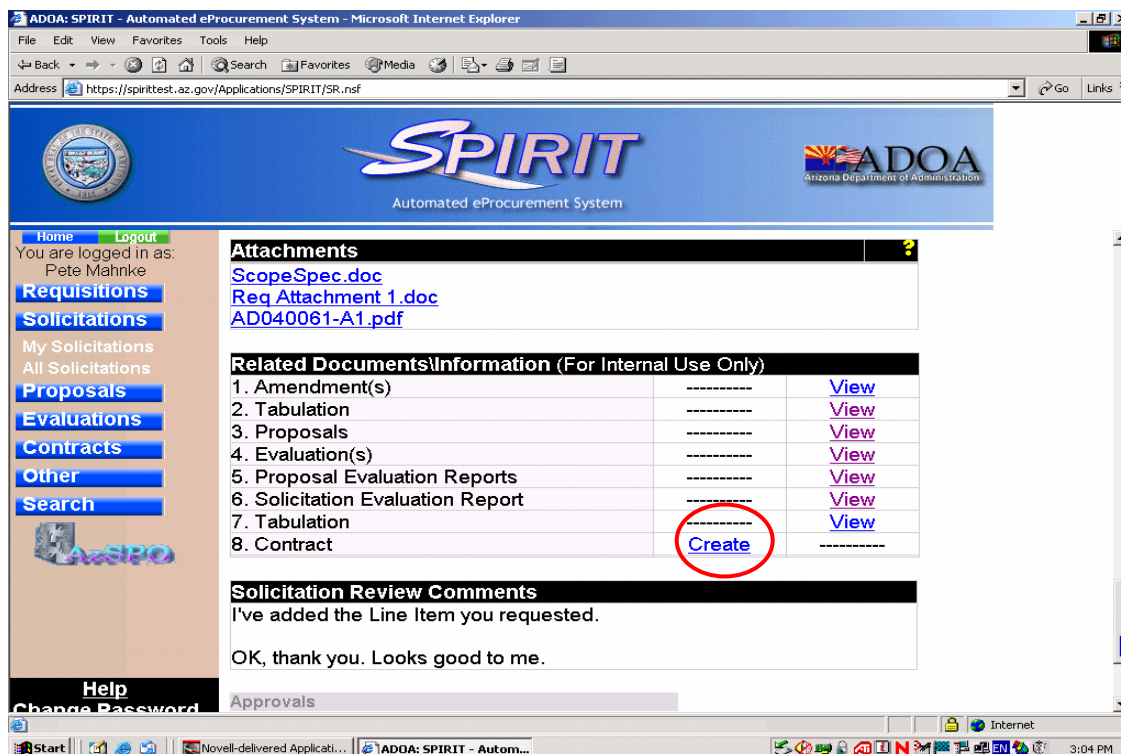 ADOA: SPIRIT - Automated eProcurement System - Microsoft Internet Explorer
File Edit View Favorites Tools Help
Back Search Favorites Media
Address https://spirittest.az.gov/Applications/SPIRIT/SR.nsf Go Links
SPIRIT
Automated eProcurement System
ADOA
Arizona Department of Administration
Home Logout
You are logged in as:
Pete Mahnke
Requisitions
Solicitations
My Solicitations
All Solicitations
Proposals
Evaluations
Contracts
Other
Search
AzSPO
Help
Change Password
Attachments ?
ScopeSpec.doc
Req Attachment 1.doc
AD040061-A1.pdf
Related Documents\Information (For Internal Use Only)
1. Amendment(s) ---------- View
2. Tabulation ---------- View
3. Proposals ---------- View
4. Evaluation(s) ---------- View
5. Proposal Evaluation Reports ---------- View
6. Solicitation Evaluation Report ---------- View
7. Tabulation ---------- View
8. Contract Create ----------
Solicitation Review Comments
I've added the Line Item you requested.
OK, thank you. Looks good to me.
Approvals
Internet
Start Novell-delivered Applicati... ADOA: SPIRIT - Autom... EN 3:04 PM